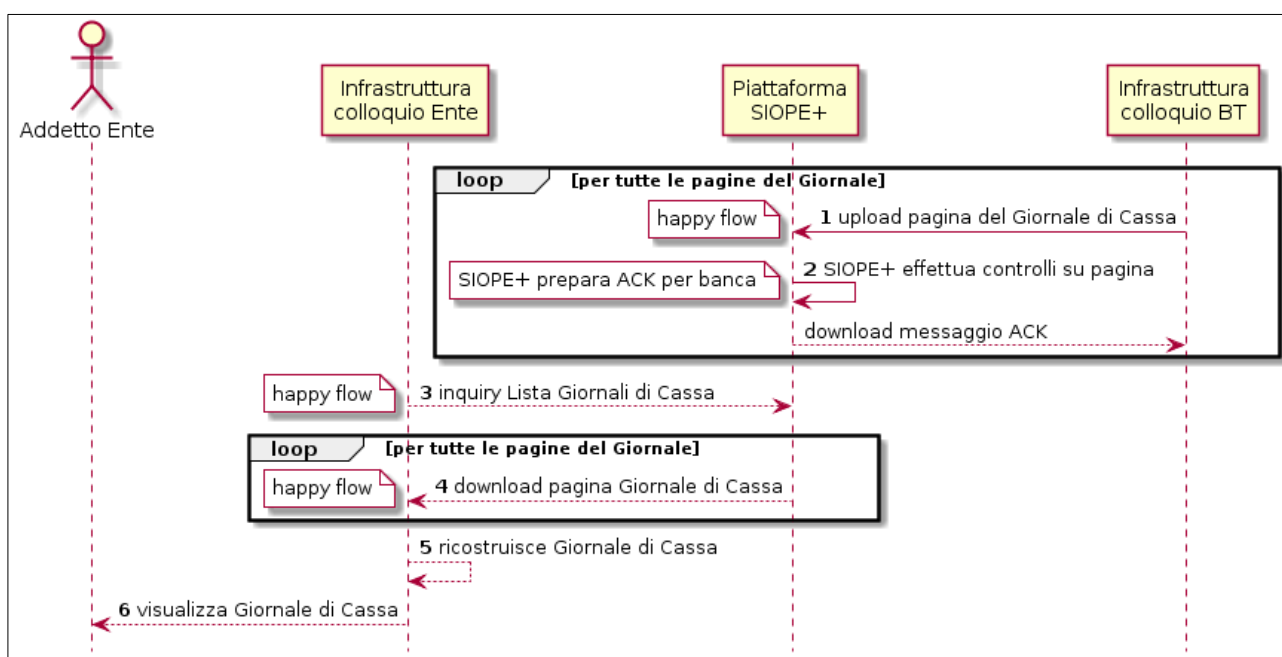 Addetto Ente
Infrastruttura
colloquio Ente
Piattaforma
SIOPE+
Infrastruttura
colloquio BT
loop [per tutte le pagine del Giornale]
happy flow
1 upload pagina del Giornale di Cassa
SIOPE+ prepara ACK per banca
2 SIOPE+ effettua controlli su pagina
download messaggio ACK
happy flow
3 inquiry Lista Giornali di Cassa
loop [per tutte le pagine del Giornale]
happy flow
4 download pagina Giornale di Cassa
5 ricostruisce Giornale di Cassa
6 visualizza Giornale di Cassa